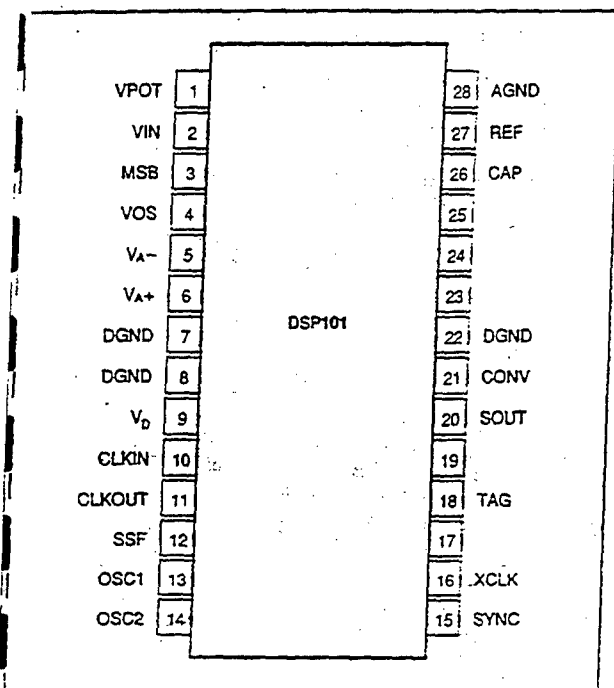 VPOT 1 28 AGND
VIN 2 27 REF
MSB 3 26 CAP
VOS 4 25
VA− 5 24
VA+ 6 23
DSP101
DGND 7 22 DGND
DGND 8 21 CONV
VD 9 20 SOUT
CLKIN 10 19
CLKOUT 11 18 TAG
SSF 12 17
OSC1 13 16 XCLK
OSC2 14 15 SYNC